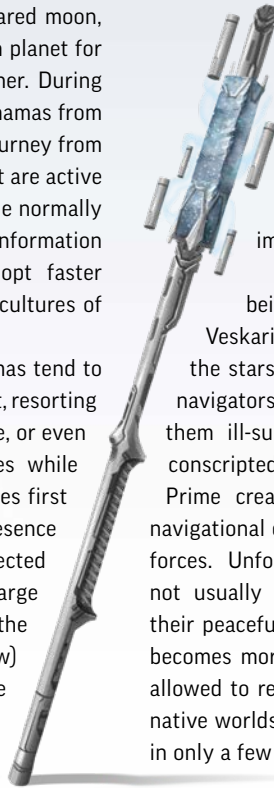 ared moon,
planet for
her. During
hamas from
urney from
t are active
e normally
information
opt faster
cultures of
has tend to
t, resorting
e, or even
es while
es first
esence
ected
arge
the
w)
e
im
bei
Veskari
the stars
navigators
them ill-su
conscripted
Prime crea
navigational
forces. Unfo
not usually
their peacefu
becomes mor
allowed to re
native worlds
in only a few